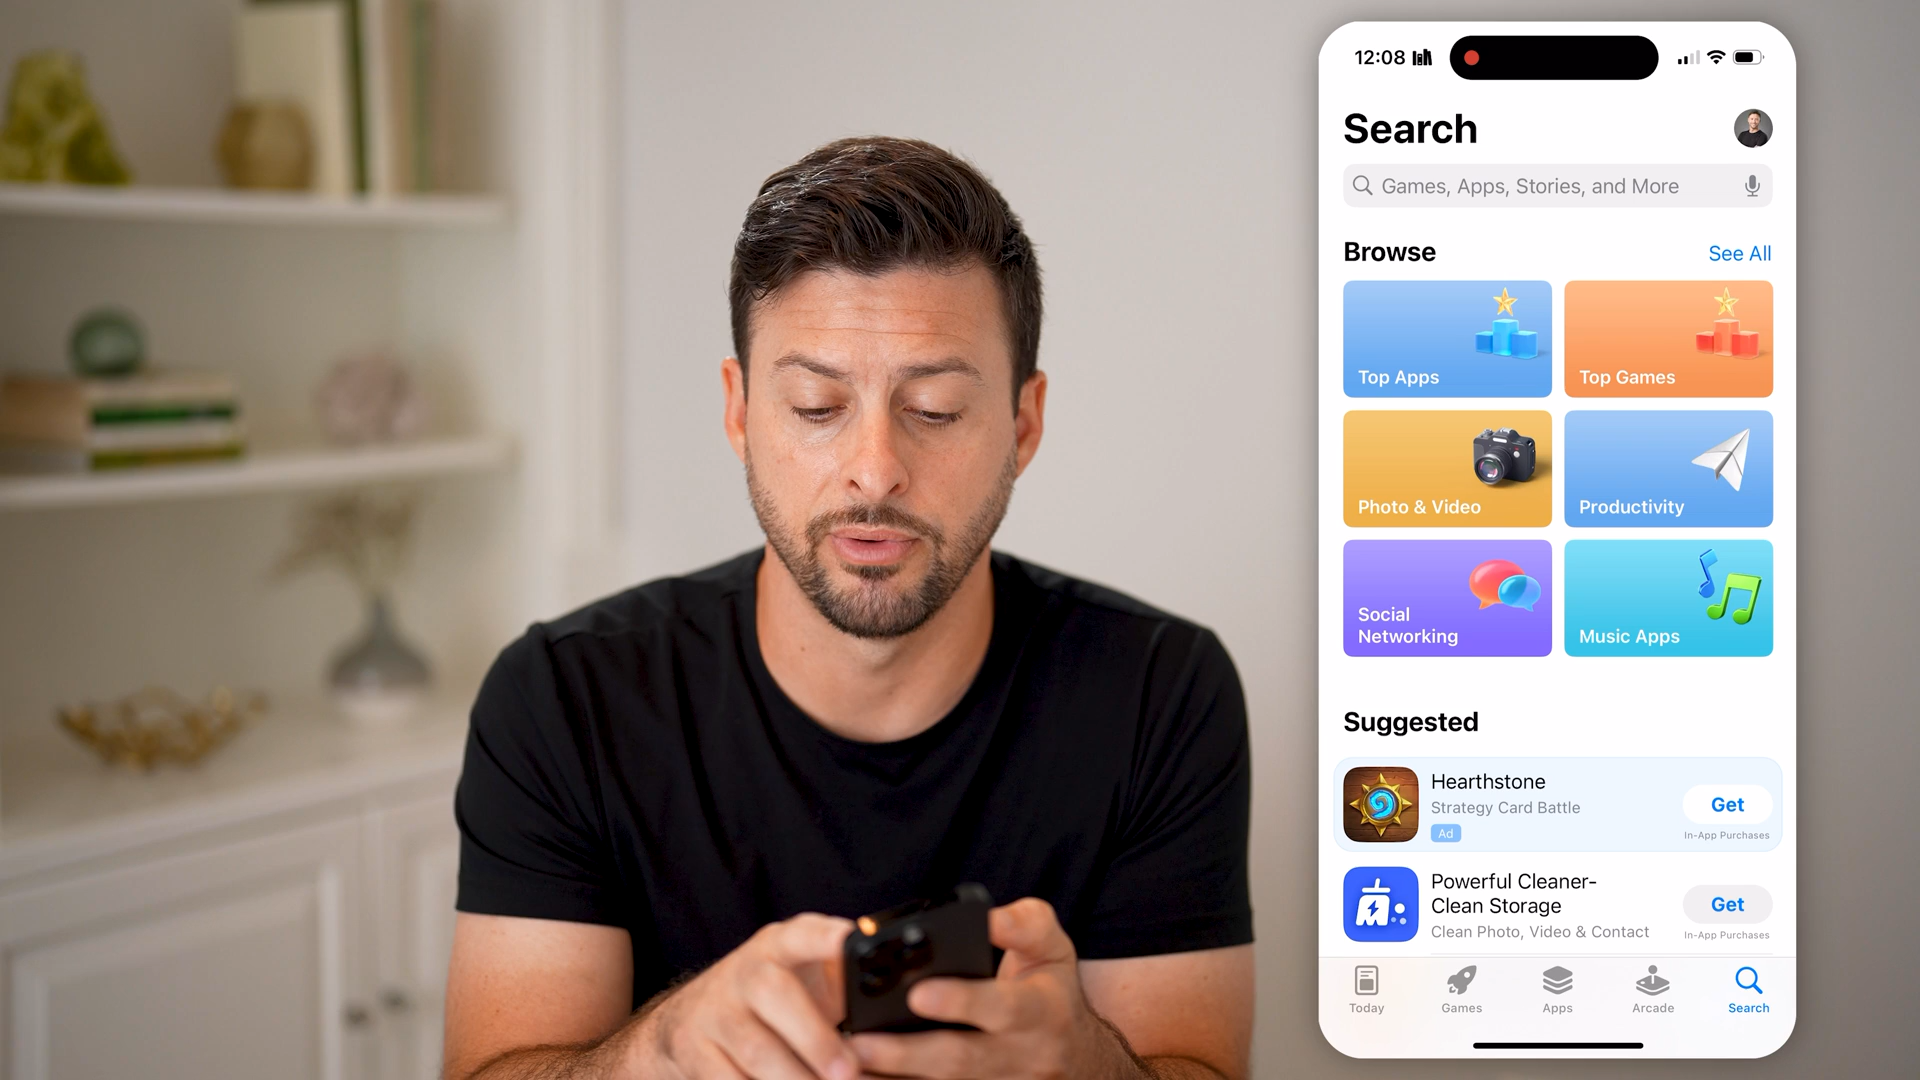 12:08
Search
Games, Apps, Stories, and More
Browse
See All
Top Apps
Top Games
Photo & Video
Productivity
Social
Networking
Music Apps
Suggested
Hearthstone
Strategy Card Battle
Ad
Get
In-App Purchases
Powerful Cleaner-
Clean Storage
Clean Photo, Video & Contact
Get
In-App Purchases
Today
Games
Apps
Arcade
Search